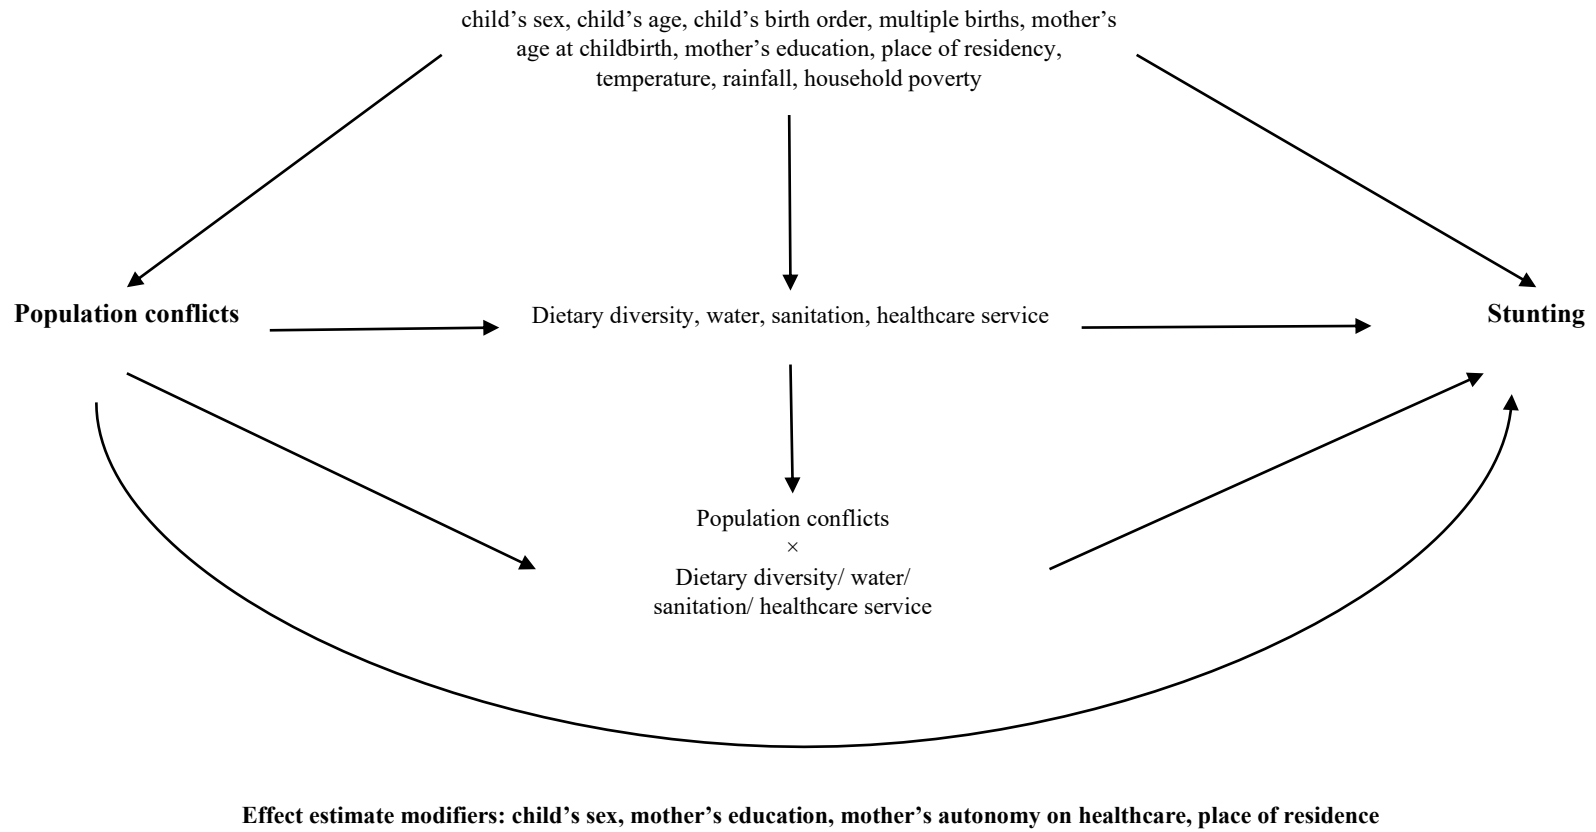 child’s sex, child’s age, child’s birth order, multiple births, mother’s
age at childbirth, mother’s education, place of residency,
temperature, rainfall, household poverty
Population conflicts
Dietary diversity, water, sanitation, healthcare service
Stunting
Population conflicts
×
Dietary diversity/ water/
sanitation/ healthcare service
Effect estimate modifiers: child’s sex, mother’s education, mother’s autonomy on healthcare, place of residence